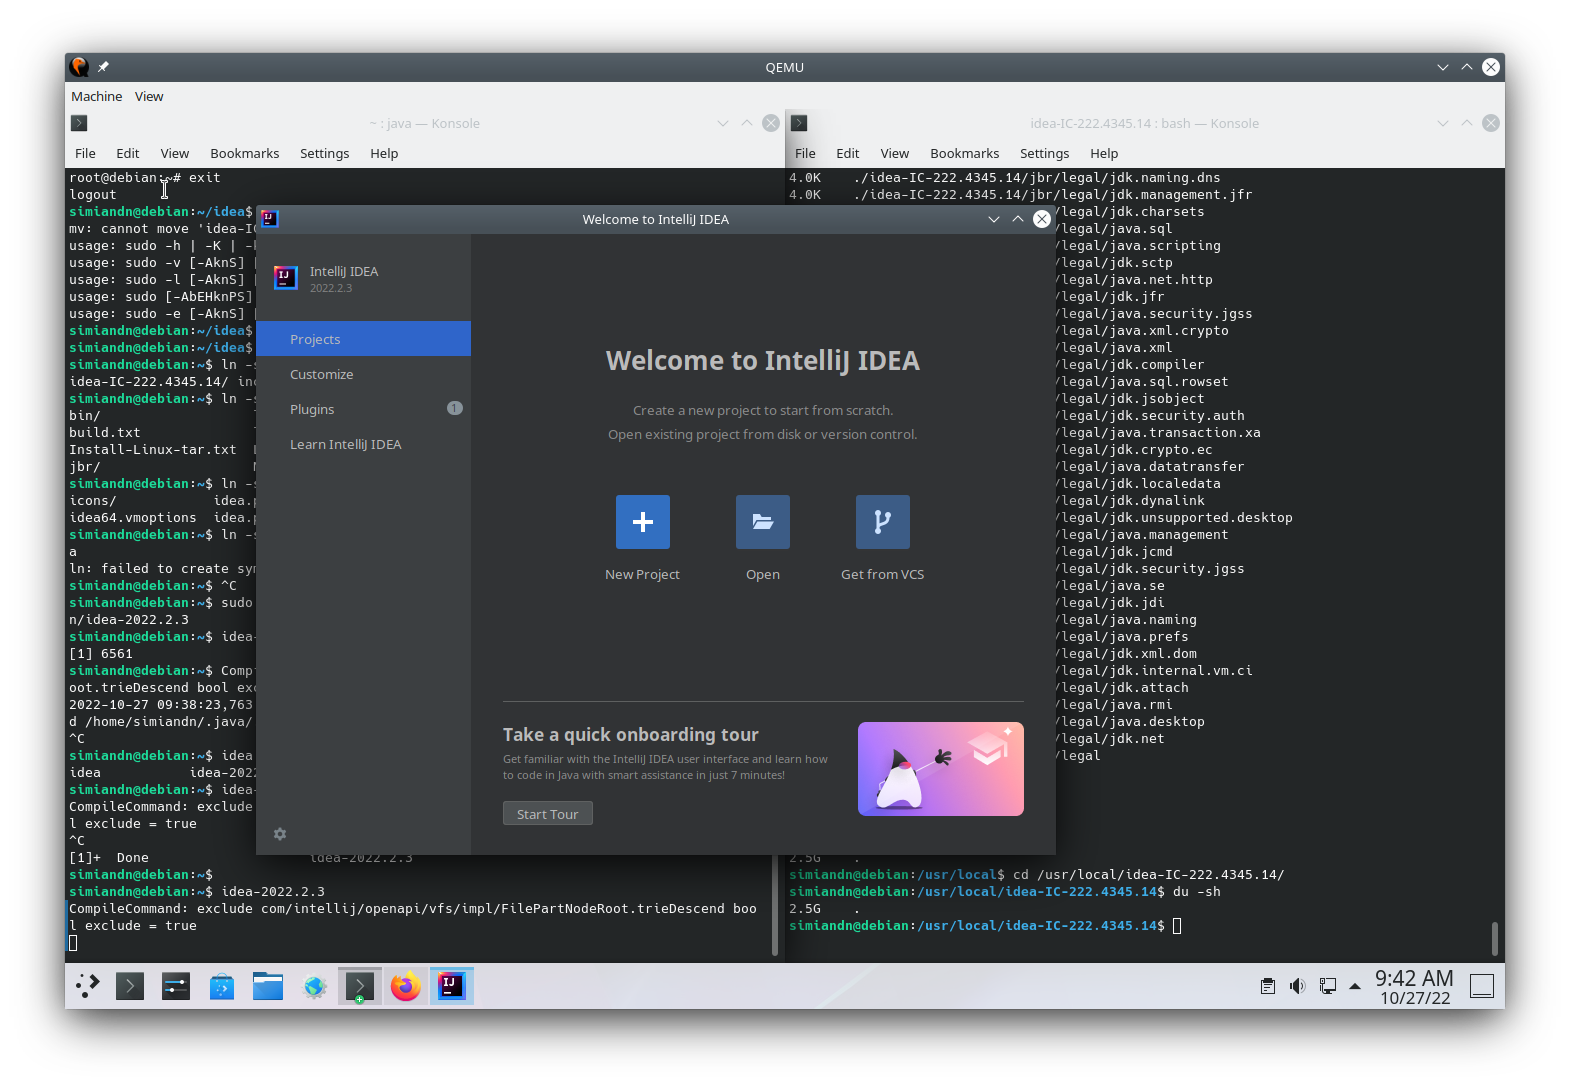 QEMU
Machine View
~ : java — Konsole
File Edit View Bookmarks Settings Help
root@debian:~# exit
logout
simiandn@debian:~/idea$
mv: cannot move 'idea-I
usage: sudo -h | -K | -
usage: sudo -v [-AknS]
usage: sudo -l [-AknS]
usage: sudo [-AbEHknPS]
usage: sudo -e [-AknS]
simiandn@debian:~/idea$
simiandn@debian:~/idea$
simiandn@debian:~$ ln -
idea-IC-222.4345.14/ in
simiandn@debian:~$ ln -
bin/
build.txt
Install-Linux-tar.txt
jbr/
simiandn@debian:~$ ln -
icons/ idea.
idea64.vmoptions idea.
simiandn@debian:~$ ln -
a
ln: failed to create sy
simiandn@debian:~$ ^C
simiandn@debian:~$ sudo
n/idea-2022.2.3
simiandn@debian:~$ idea-
[1] 6561
simiandn@debian:~$ Comp
oot.trieDescend bool ex
2022-10-27 09:38:23,763
d /home/simiandn/.java/
^C
simiandn@debian:~$ idea
idea idea-202
simiandn@debian:~$ idea-
CompileCommand: exclude
l exclude = true
^C
[1]+ Done idea-2022.2.3
simiandn@debian:~$
simiandn@debian:~$ idea-2022.2.3
CompileCommand: exclude com/intellij/openapi/vfs/impl/FilePartNodeRoot.trieDescend boo
l exclude = true
idea-IC-222.4345.14 : bash — Konsole
File Edit View Bookmarks Settings Help
4.0K ./idea-IC-222.4345.14/jbr/legal/jdk.naming.dns
4.0K ./idea-IC-222.4345.14/jbr/legal/jdk.management.jfr
/legal/jdk.charsets
/legal/java.sql
/legal/java.scripting
/legal/jdk.sctp
/legal/java.net.http
/legal/jdk.jfr
/legal/java.security.jgss
/legal/java.xml.crypto
/legal/java.xml
/legal/jdk.compiler
/legal/java.sql.rowset
/legal/jdk.jsobject
/legal/jdk.security.auth
/legal/java.transaction.xa
/legal/jdk.crypto.ec
/legal/java.datatransfer
/legal/jdk.localedata
/legal/jdk.dynalink
/legal/jdk.unsupported.desktop
/legal/java.management
/legal/jdk.jcmd
/legal/jdk.security.jgss
/legal/java.se
/legal/jdk.jdi
/legal/java.naming
/legal/java.prefs
/legal/jdk.xml.dom
/legal/jdk.internal.vm.ci
/legal/jdk.attach
/legal/java.rmi
/legal/java.desktop
/legal/jdk.net
/legal
2.5G .
simiandn@debian:/usr/local$ cd /usr/local/idea-IC-222.4345.14/
simiandn@debian:/usr/local/idea-IC-222.4345.14$ du -sh
2.5G .
simiandn@debian:/usr/local/idea-IC-222.4345.14$
Welcome to IntelliJ IDEA
IJ
IntelliJ IDEA
2022.2.3
Projects
Customize
Plugins 1
Learn IntelliJ IDEA
Welcome to IntelliJ IDEA
Create a new project to start from scratch.
Open existing project from disk or version control.
New Project Open Get from VCS
Take a quick onboarding tour
Get familiar with the IntelliJ IDEA user interface and learn how
to code in Java with smart assistance in just 7 minutes!
Start Tour
IJ
9:42 AM
10/27/22